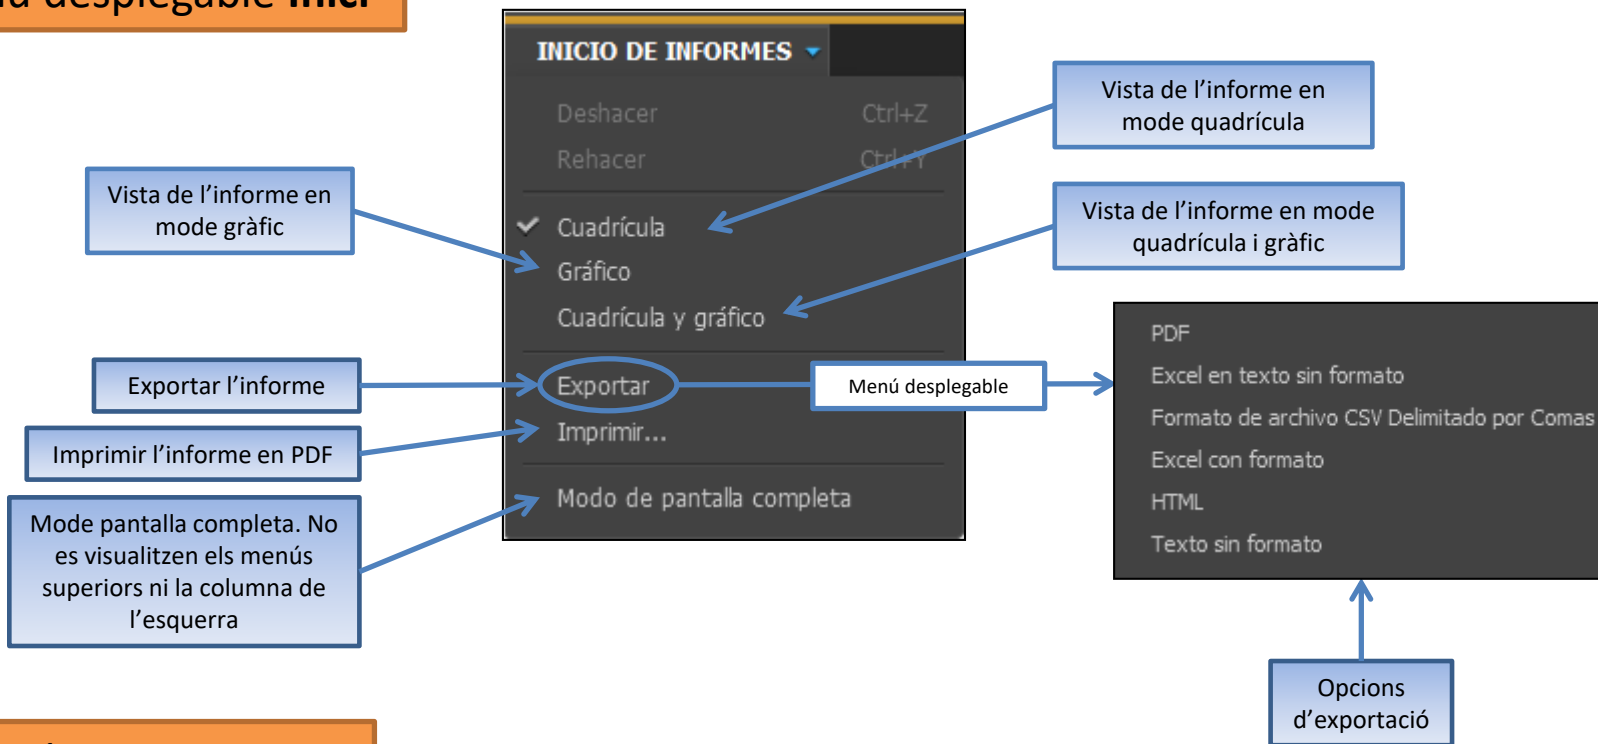 desplegable Inici
INICIO DE INFORMES
Deshacer Ctrl+Z
Rehacer Ctrl+Y
Cuadrícula
Gráfico
Cuadrícula y gráfico
Exportar
Imprimir...
Modo de pantalla completa
Vista de l’informe en
mode gràfic
Exportar l’informe
Imprimir l’informe en PDF
Mode pantalla completa. No
es visualitzen els menús
superiors ni la columna de
l’esquerra
Vista de l’informe en
mode quadrícula
Vista de l’informe en mode
quadrícula i gràfic
Menú desplegable
PDF
Excel en texto sin formato
Formato de archivo CSV Delimitado por Comas
Excel con formato
HTML
Texto sin formato
Opcions
d’exportació